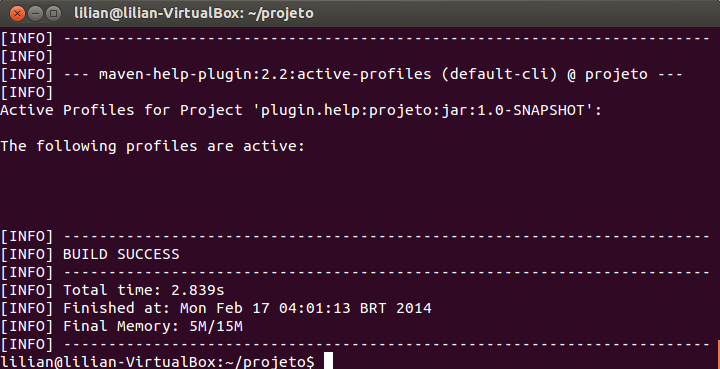 lilian@lilian-VirtualBox: ~/projeto
[INFO] ------------------------------------------------------------------------
[INFO]
[INFO] --- maven-help-plugin:2.2:active-profiles (default-cli) @ projeto ---
[INFO]
Active Profiles for Project 'plugin.help:projeto:jar:1.0-SNAPSHOT':
The following profiles are active:
[INFO] ------------------------------------------------------------------------
[INFO] BUILD SUCCESS
[INFO] ------------------------------------------------------------------------
[INFO] Total time: 2.839s
[INFO] Finished at: Mon Feb 17 04:01:13 BRT 2014
[INFO] Final Memory: 5M/15M
[INFO] ------------------------------------------------------------------------
lilian@lilian-VirtualBox:~/projeto$